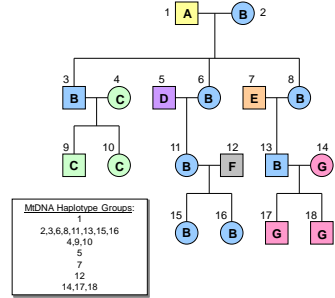 1 A B 2
3 4 5 6 7 8
B C D B E B
9 10 11 12 13 14
C C B F B G
15 16 17 18
B B G G
MtDNA Haplotype Groups:
1
2,3,6,8,11,13,15,16
4,9,10
5
7
12
14,17,18